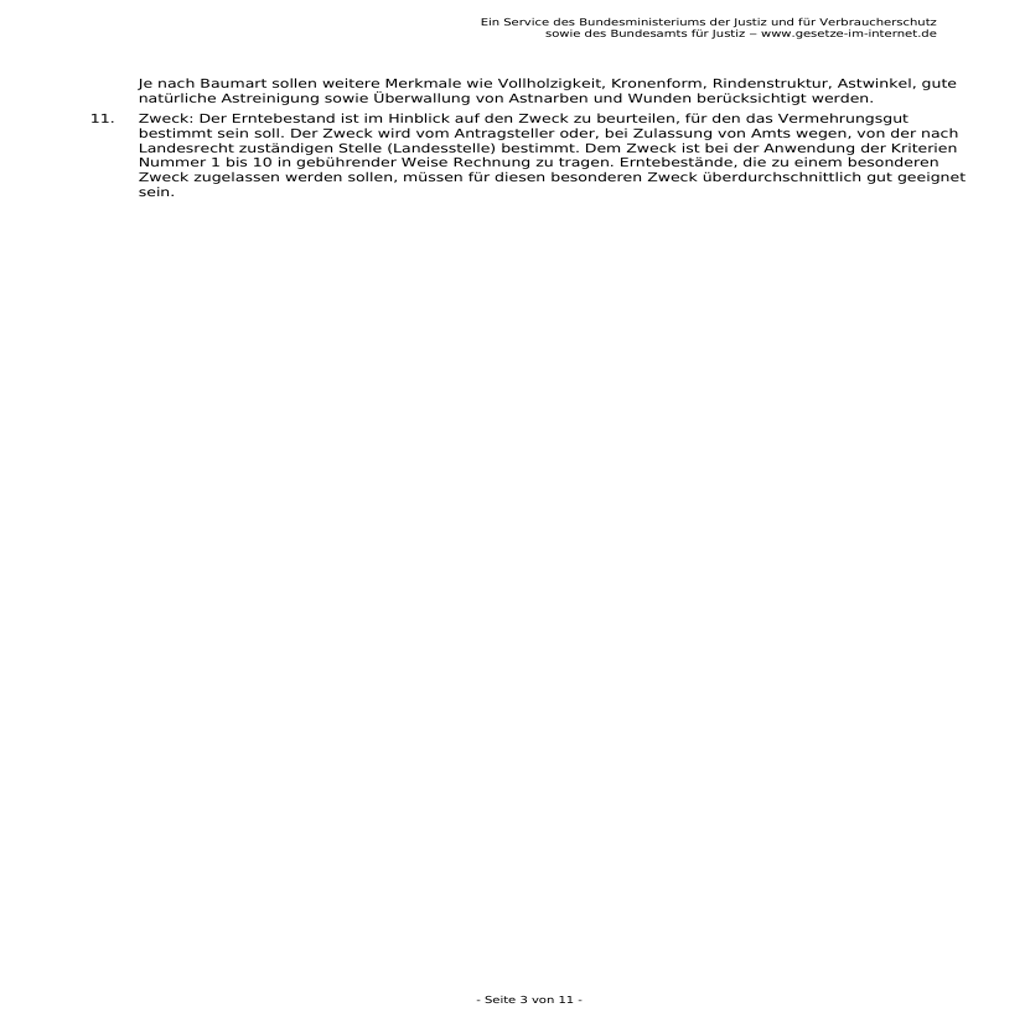 Ein Service des Bundesministeriums der Justiz und für Verbraucherschutz
sowie des Bundesamts für Justiz – www.gesetze-im-internet.de
Je nach Baumart sollen weitere Merkmale wie Vollholzigkeit, Kronenform, Rindenstruktur, Astwinkel, gute
natürliche Astreinigung sowie Überwallung von Astnarben und Wunden berücksichtigt werden.
11. Zweck: Der Erntebestand ist im Hinblick auf den Zweck zu beurteilen, für den das Vermehrungsgut
bestimmt sein soll. Der Zweck wird vom Antragsteller oder, bei Zulassung von Amts wegen, von der nach
Landesrecht zuständigen Stelle (Landesstelle) bestimmt. Dem Zweck ist bei der Anwendung der Kriterien
Nummer 1 bis 10 in gebührender Weise Rechnung zu tragen. Erntebestände, die zu einem besonderen
Zweck zugelassen werden sollen, müssen für diesen besonderen Zweck überdurchschnittlich gut geeignet
sein.
- Seite 3 von 11 -